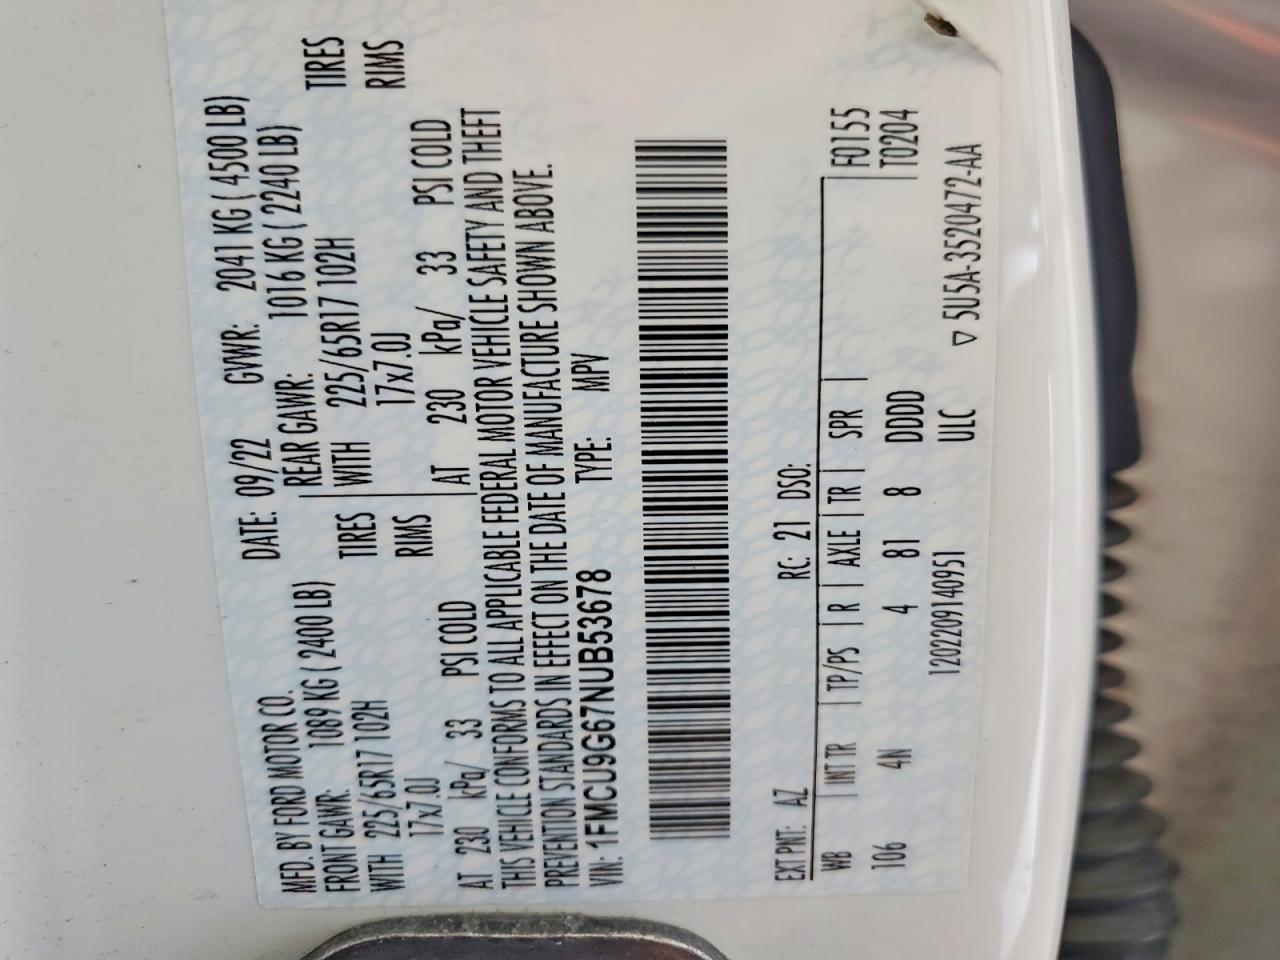 MFD. BY FORD MOTOR CO.
DATE: 09/22 GVWR: 2041 KG ( 4500 LB)
FRONT GAWR: 1089 KG ( 2400 LB)
REAR GAWR: 1016 KG ( 2240 LB)
WITH 225/65R17 102H TIRES
WITH 225/65R17 102H TIRES
17x7.0J RIMS
17x7.0J RIMS
AT 230 kPa/ 33 PSI COLD
AT 230 kPa/ 33 PSI COLD
THIS VEHICLE CONFORMS TO ALL APPLICABLE FEDERAL MOTOR VEHICLE SAFETY AND THEFT
PREVENTION STANDARDS IN EFFECT ON THE DATE OF MANUFACTURE SHOWN ABOVE.
VIN: 1FMCU9G67NUB53678 TYPE: MPV
EXT PNT: AZ RC: 21 DSO:
WB | INT TR | TP/PS | R | AXLE | TR | SPR | F0155
106 4N 4 81 8 DDDD T0204
120220914095 1 ULC
▽ 5U5A-3520472-AA